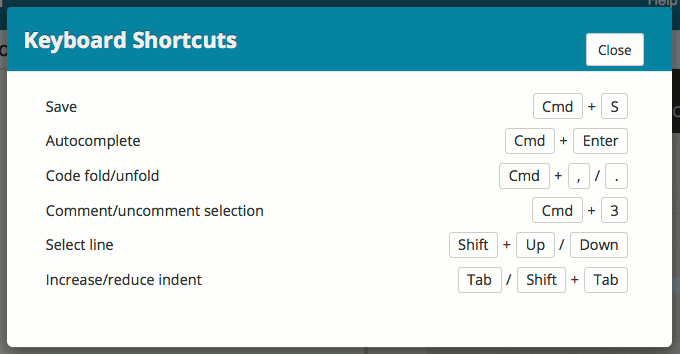 Help
Keyboard Shortcuts
Close
Save Cmd + S
Autocomplete Cmd + Enter
Code fold/unfold Cmd + , / .
Comment/uncomment selection Cmd + 3
Select line Shift + Up / Down
Increase/reduce indent Tab / Shift + Tab